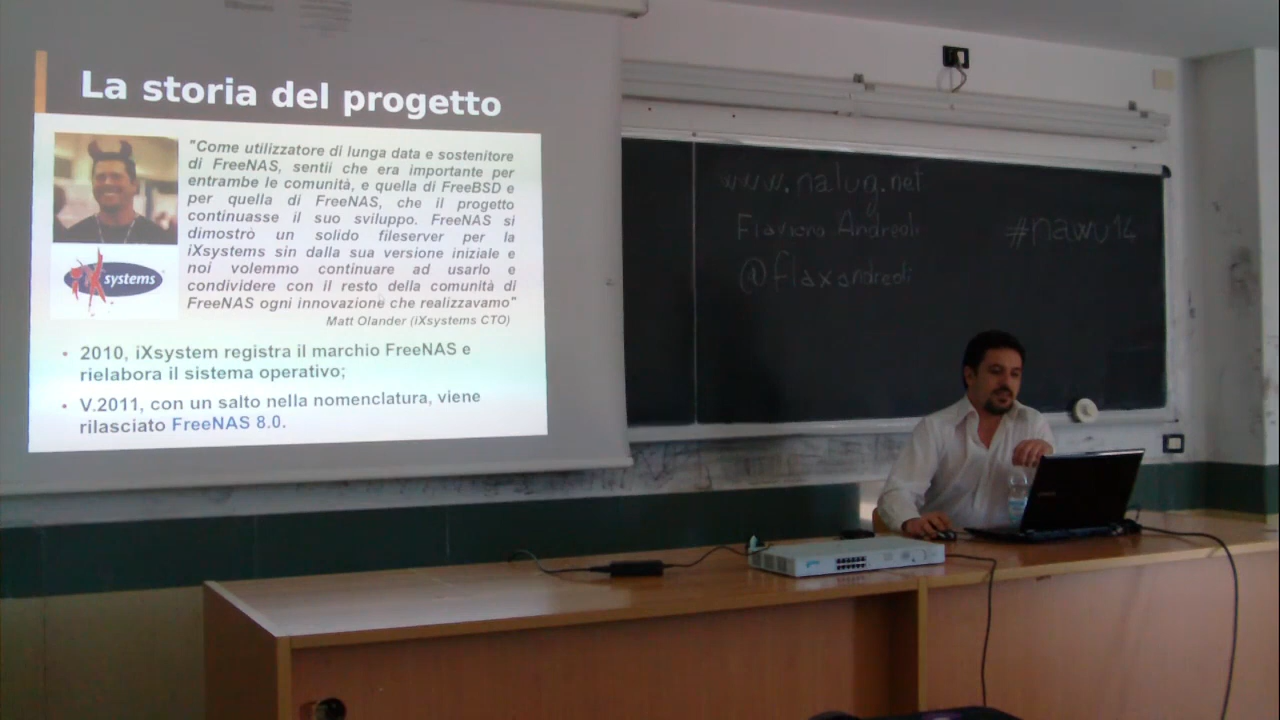 La storia del progetto
"Come utilizzatore di lunga data e sostenitore
di FreeNAS, sentii che era importante per
entrambe le comunità, e quella di FreeBSD e
per quella di FreeNAS, che il progetto
continuasse il suo sviluppo. FreeNAS si
dimostrò un solido fileserver per la
iXsystems sin dalla sua versione iniziale e
noi volemmo continuare ad usarlo e
condividere con il resto della comunità di
FreeNAS ogni innovazione che realizzavamo"
Matt Olander (iXsystems CTO)
iXsystems
• 2010, iXsystem registra il marchio FreeNAS e
rielabora il sistema operativo;
• V.2011, con un salto nella nomenclatura, viene
rilasciato FreeNAS 8.0.
www.nalug.net
Flaviano Andreoli
@flaxandreoli
#nawu14